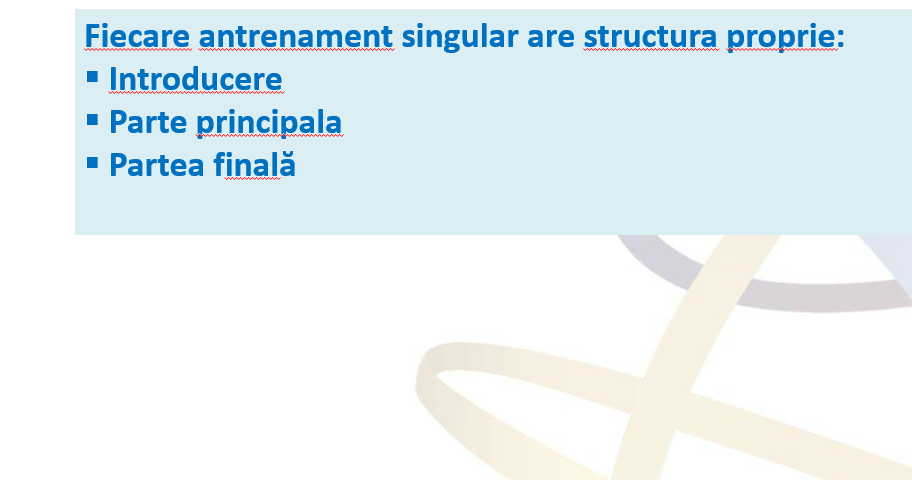 Fiecare antrenament singular are structura proprie:
▪ Introducere
▪ Parte principala
▪ Partea finală